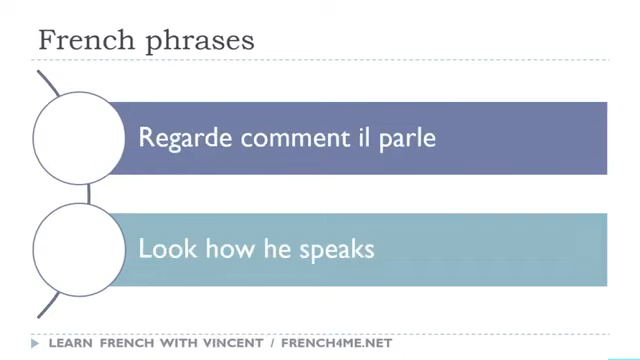 French phrases
Regarde comment il parle
Look how he speaks
LEARN FRENCH WITH VINCENT / FRENCH4ME.NET